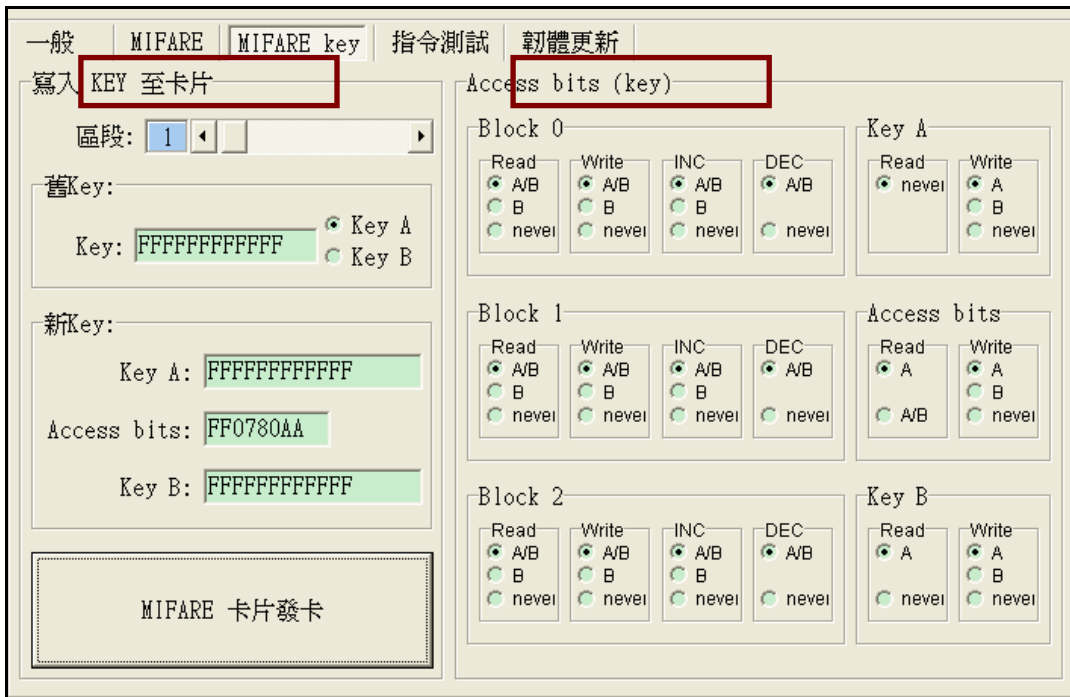 一般 MIFARE MIFARE key 指令測試 韌體更新
寫入 KEY 至卡片
區段: 1
舊Key:
Key: FFFFFFFFFFFF
Key A
Key B
新Key:
Key A: FFFFFFFFFFFF
Access bits: FF0780AA
Key B: FFFFFFFFFFFF
MIFARE 卡片發卡
Access bits (key)
Block 0
Read Write INC DEC
A/B A/B A/B A/B
B B B
never never never never
Key A
Read Write
never A
B
never
Block 1
Read Write INC DEC
A/B A/B A/B A/B
B B B
never never never never
Access bits
Read Write
A A
B
A/B never
Block 2
Read Write INC DEC
A/B A/B A/B A/B
B B B
never never never never
Key B
Read Write
A A
B
never never